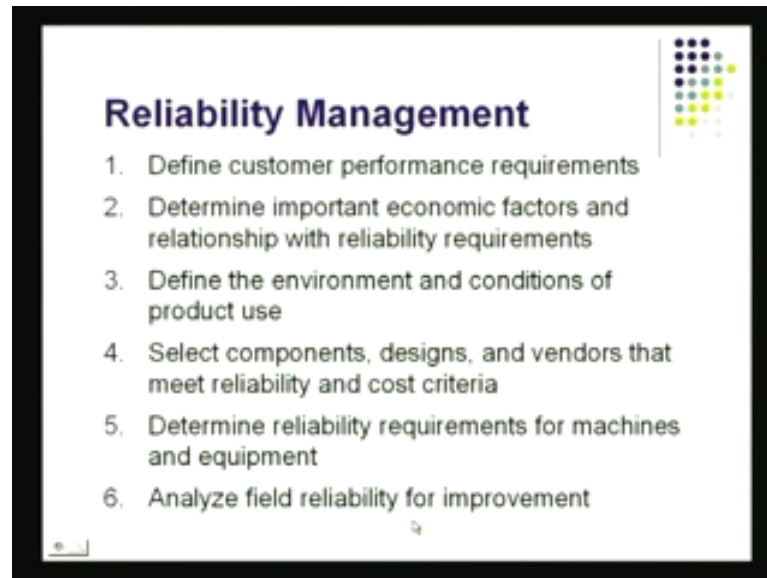 Reliability Management
1. Define customer performance requirements
2. Determine important economic factors and
relationship with reliability requirements
3. Define the environment and conditions of
product use
4. Select components, designs, and vendors that
meet reliability and cost criteria
5. Determine reliability requirements for machines
and equipment
6. Analyze field reliability for improvement